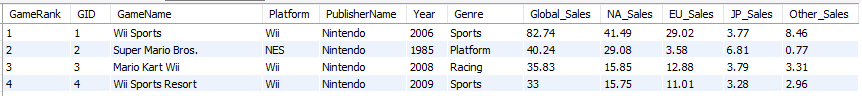 GameRank GID GameName Platform PublisherName Year Genre Global_Sales NA_Sales EU_Sales JP_Sales Other_Sales
1 1 Wii Sports Wii Nintendo 2006 Sports 82.74 41.49 29.02 3.77 8.46
2 2 Super Mario Bros. NES Nintendo 1985 Platform 40.24 29.08 3.58 6.81 0.77
3 3 Mario Kart Wii Wii Nintendo 2008 Racing 35.83 15.85 12.88 3.79 3.31
4 4 Wii Sports Resort Wii Nintendo 2009 Sports 33 15.75 11.01 3.28 2.96